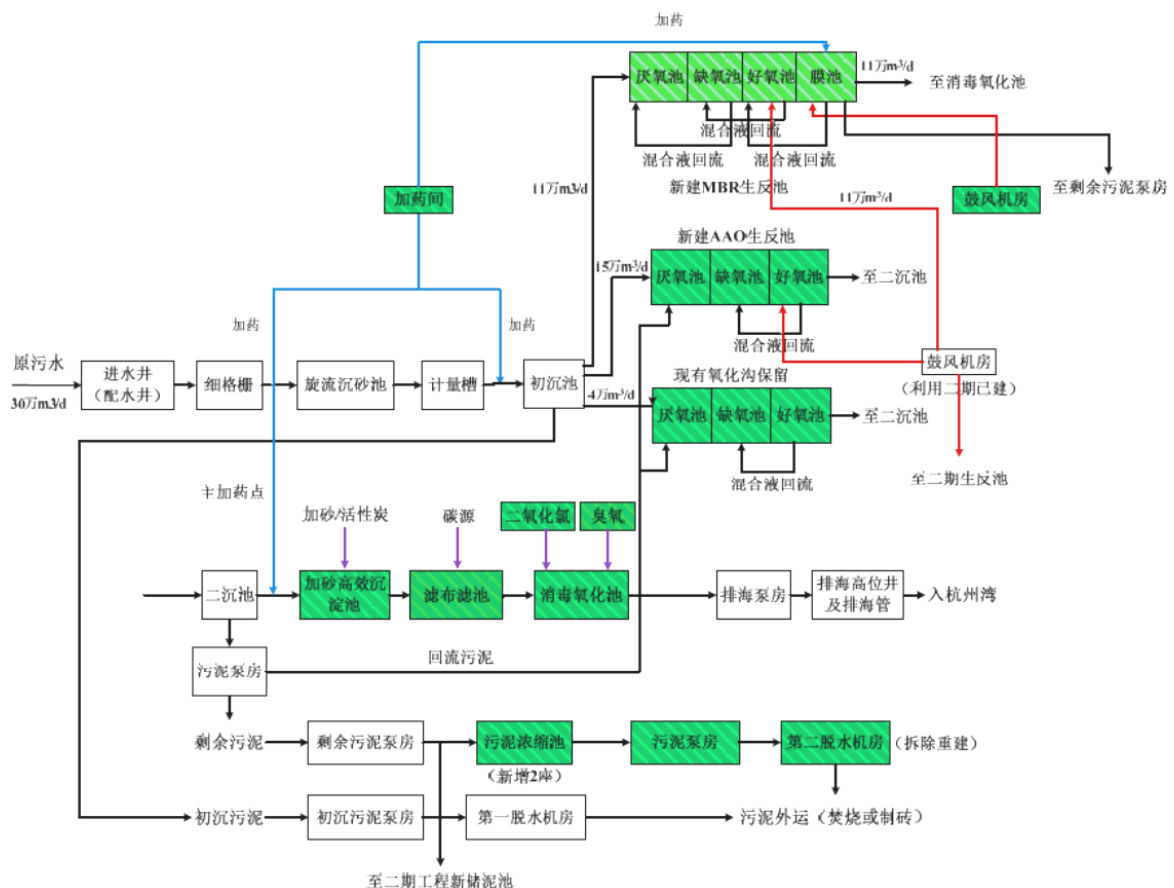 加药
厌氧池
缺氧池
好氧池
膜池
11万m³/d
至消毒氧化池
混合液回流
混合液回流
混合液回流
11万m3/d
新建MBR生反池
至剩余污泥泵房
加药间
11万m³/d
鼓风机房
新建AAO生反池
15万m³/d
厌氧池
缺氧池
好氧池
至二沉池
加药
加药
混合液回流
原污水
30万m3/d
进水井
（配水井）
细格栅
旋流沉砂池
计量槽
初沉池
鼓风机房
（利用二期已建）
现有氧化沟保留
4万m³/d
厌氧池
缺氧池
好氧池
至二沉池
混合液回流
至二期生反池
主加药点
加砂/活性炭
碳源
二氧化氯
臭氧
二沉池
加砂高效沉
淀池
滤布滤池
消毒氧化池
排海泵房
排海高位井
及排海管
入杭州湾
污泥泵房
回流污泥
剩余污泥
剩余污泥泵房
污泥浓缩池
（新增2座）
污泥泵房
第二脱水机房
（拆除重建）
初沉污泥
初沉污泥泵房
第一脱水机房
污泥外运（焚烧或制砖）
至二期工程新储泥池